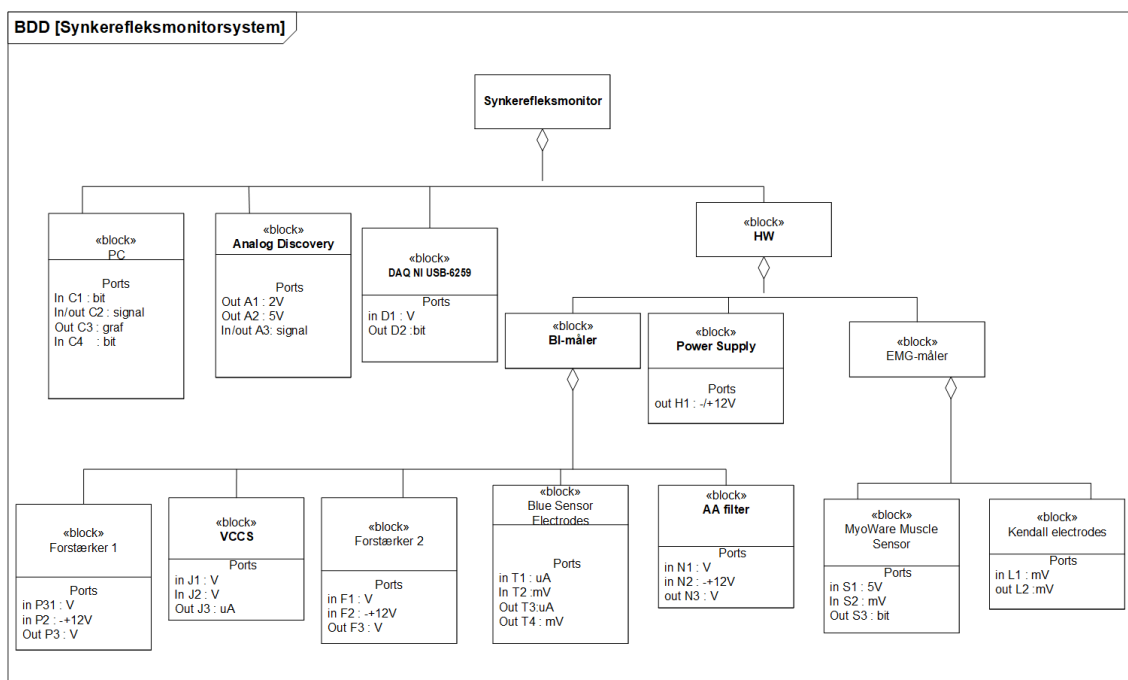 BDD [Synkerefleksmonitorsystem]
Synkerefleksmonitor
«block»
PC
Ports
In C1 : bit
In/out C2 : signal
Out C3 : graf
In C4 : bit
«block»
Analog Discovery
Ports
Out A1 : 2V
Out A2 : 5V
In/out A3: signal
«block»
DAQ NI USB-6259
Ports
in D1 : V
Out D2 :bit
«block»
HW
«block»
BI-måler
«block»
Power Supply
Ports
out H1 : -/+12V
«block»
EMG-måler
«block»
Forstærker 1
Ports
in P31 : V
in P2 : -+12V
Out P3 : V
«block»
VCCS
Ports
in J1 : V
In J2 : V
Out J3 : uA
«block»
Forstærker 2
Ports
in F1 : V
in F2 : -+12V
Out F3 : V
«block»
Blue Sensor
Electrodes
Ports
in T1 : uA
In T2 : mV
Out T3:uA
Out T4 : mV
«block»
AA filter
Ports
in N1 : V
in N2 : -+12V
out N3 : V
«block»
MyoWare Muscle
Sensor
Ports
in S1 : 5V
In S2 : mV
Out S3 : bit
«block»
Kendall electrodes
Ports
in L1 : mV
out L2 :mV